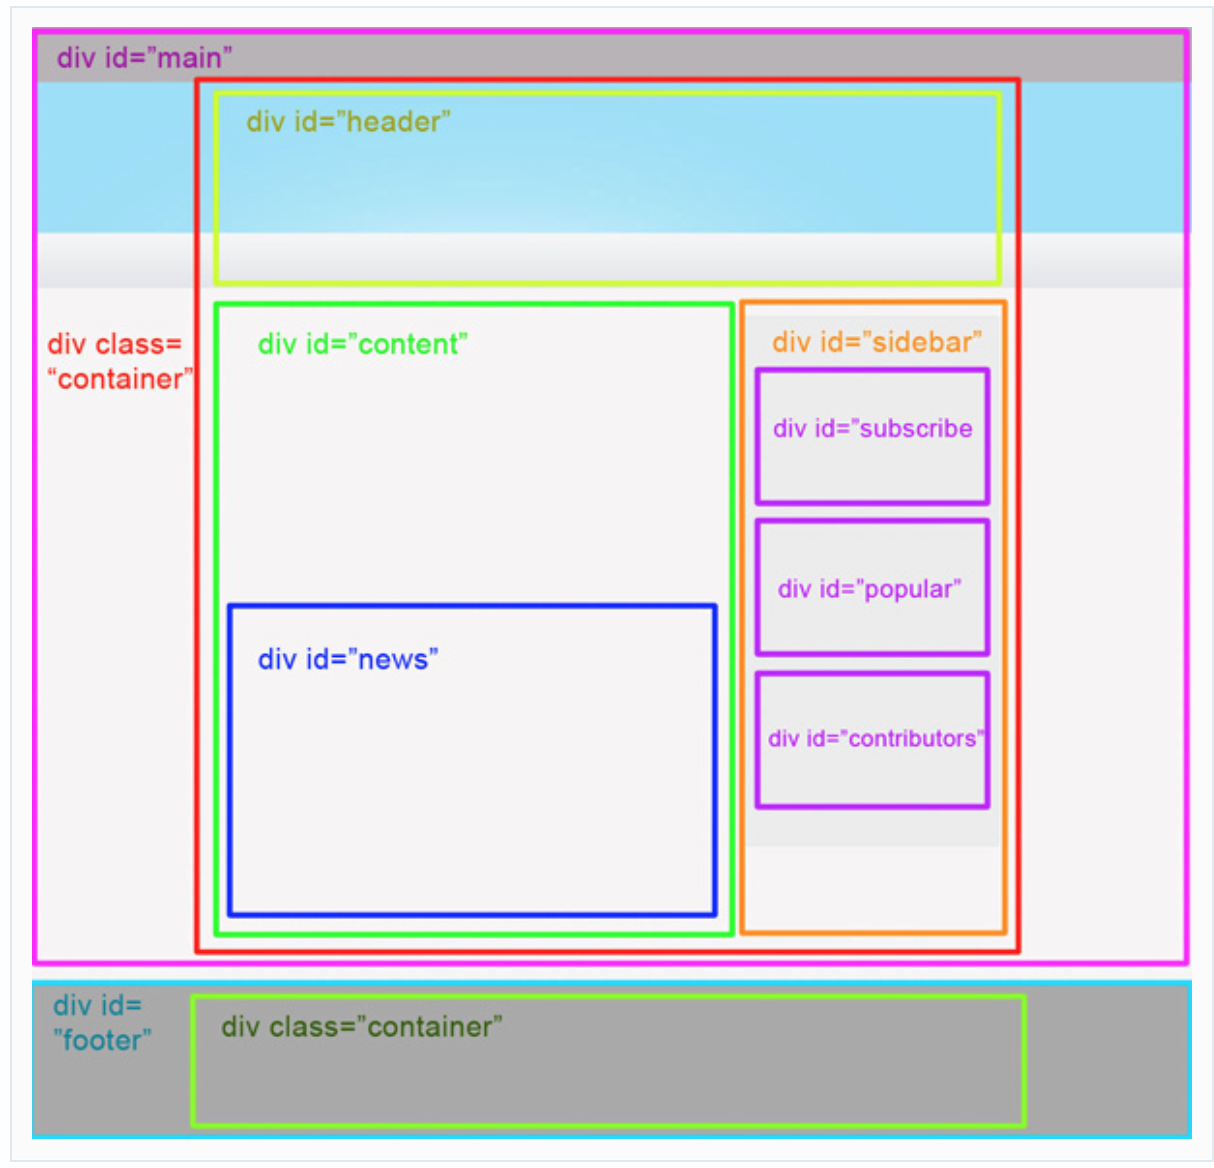 div id=”main”
div id=”header”
div class=
“container”
div id=”content”
div id=”sidebar”
div id=”subscribe
div id=”popular”
div id=”news”
div id=”contributors”
div id=
”footer”
div class=”container”